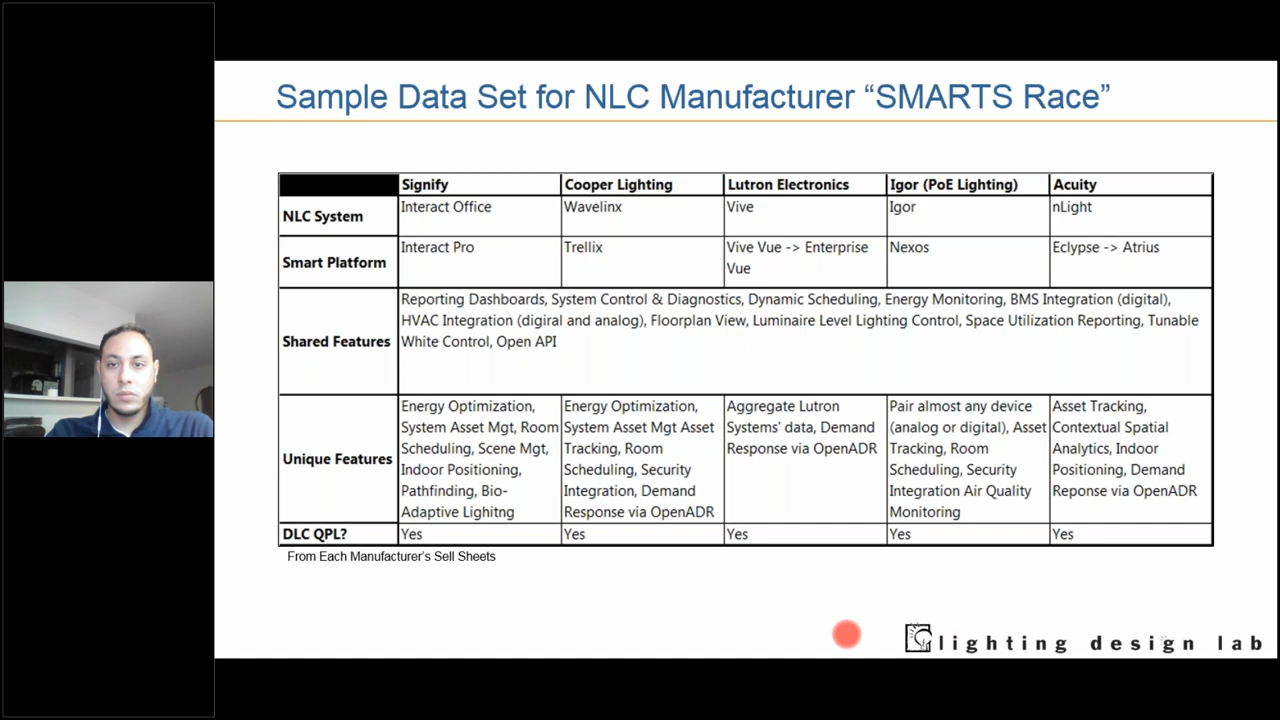 Sample Data Set for NLC Manufacturer “SMARTS Race”
Signify Cooper Lighting Lutron Electronics Igor (PoE Lighting) Acuity
NLC System Interact Office Wavelinx Vive Igor nLight
Smart Platform Interact Pro Trellix Vive Vue -> Enterprise Vue Nexos Eclypse -> Atrius
Shared Features
Reporting Dashboards, System Control & Diagnostics, Dynamic Scheduling, Energy Monitoring, BMS Integration (digital),
HVAC Integration (digiral and analog), Floorplan View, Luminaire Level Lighting Control, Space Utilization Reporting, Tunable
White Control, Open API
Unique Features
Energy Optimization,
System Asset Mgt, Room
Scheduling, Scene Mgt,
Indoor Positioning,
Pathfinding, Bio-
Adaptive Lighitng
Energy Optimization,
System Asset Mgt Asset
Tracking, Room
Scheduling, Security
Integration, Demand
Response via OpenADR
Aggregate Lutron
Systems' data, Demand
Response via OpenADR
Pair almost any device
(analog or digital), Asset
Tracking, Room
Scheduling, Security
Integration Air Quality
Monitoring
Asset Tracking,
Contextual Spatial
Analytics, Indoor
Positioning, Demand
Reponse via OpenADR
DLC QPL? Yes Yes Yes Yes Yes
From Each Manufacturer’s Sell Sheets
lighting design lab